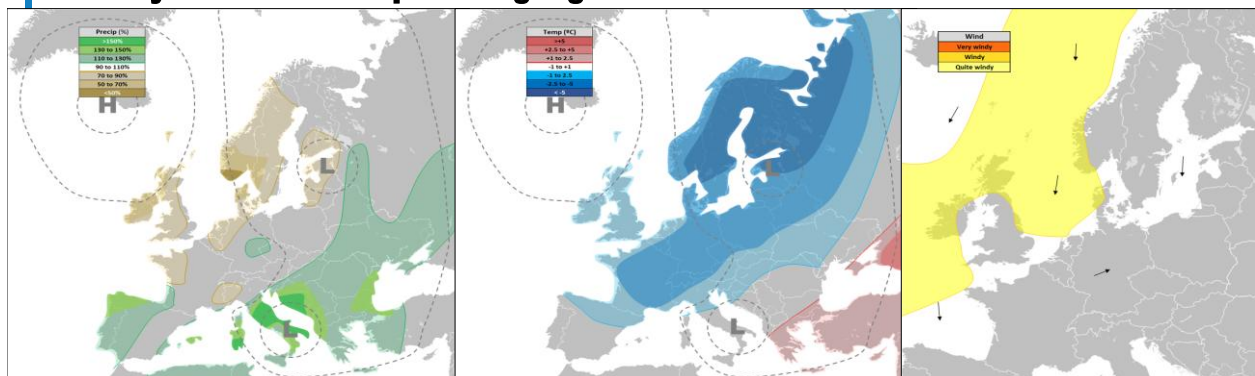 Precip (%)
>150%
130 to 150%
110 to 130%
90 to 110%
70 to 90%
50 to 70%
<50%
H
L
L
Temp (ºC)
>+5
+2.5 to +5
+1 to 2.5
-1 to +1
-1 to 2.5
-2.5 to -5
< -5
H
L
L
Wind
Very windy
Windy
Quite windy